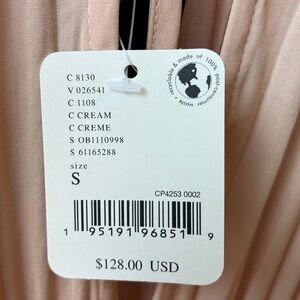 C 8130
V 026541
C 1108
C CREAM
C CREME
S OB1110998
S 61165288
size
S
recyclable & made of 100% post-consumer waste
CP4253 0002
1 95191 96851 9
$128.00 USD